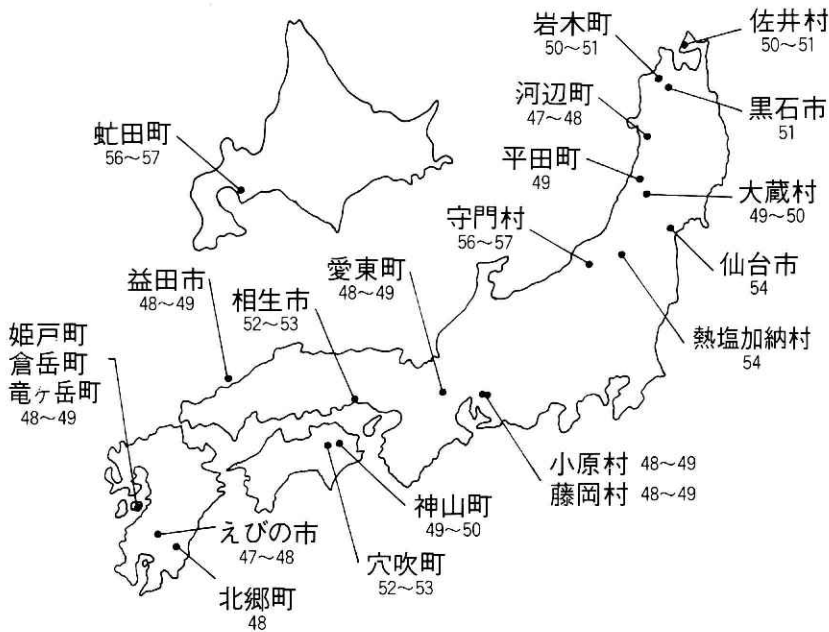 岩木町
50～51
佐井村
50～51
河辺町
47～48
黒石市
51
虻田町
56～57
平田町
49
大蔵村
49～50
守門村
56～57
仙台市
54
益田市
48～49
相生市
52～53
愛東町
48～49
熱塩加納村
54
姫戸町
倉岳町
竜ヶ岳町
48～49
小原村 48～49
藤岡村 48～49
神山町
49～50
えびの市
47～48
穴吹町
52～53
北郷町
48